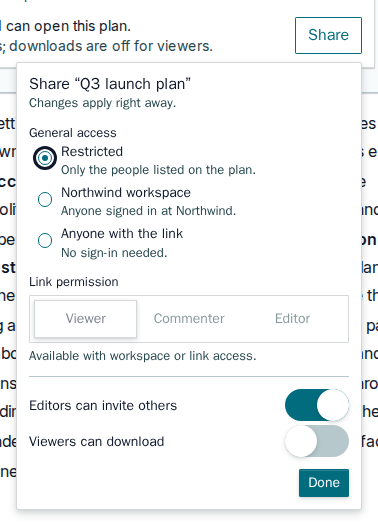 l can open this plan.
s; downloads are off for viewers.
Share
Share “Q3 launch plan”
Changes apply right away.
General access
Restricted
Only the people listed on the plan.
Northwind workspace
Anyone signed in at Northwind.
Anyone with the link
No sign-in needed.
Link permission
Viewer
Commenter
Editor
Available with workspace or link access.
Editors can invite others
Viewers can download
Done